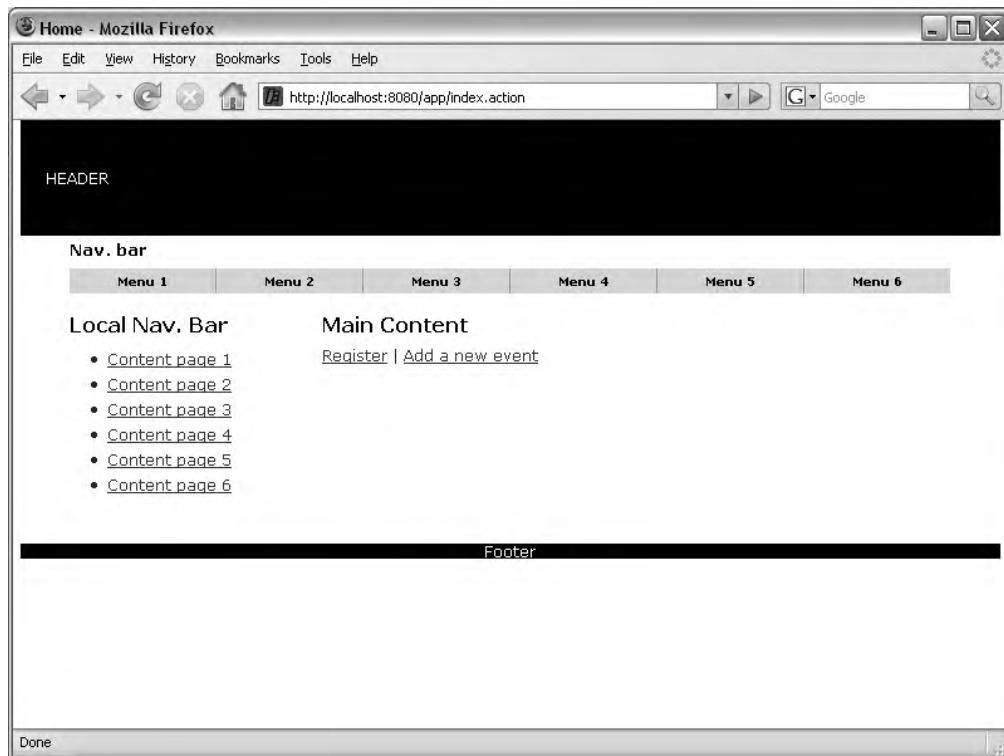 Home - Mozilla Firefox
File Edit View History Bookmarks Tools Help
http://localhost:8080/app/index.action
G Google
HEADER
Nav. bar
Menu 1 Menu 2 Menu 3 Menu 4 Menu 5 Menu 6
Local Nav. Bar
Content page 1
Content page 2
Content page 3
Content page 4
Content page 5
Content page 6
Main Content
Register | Add a new event
Footer
Done